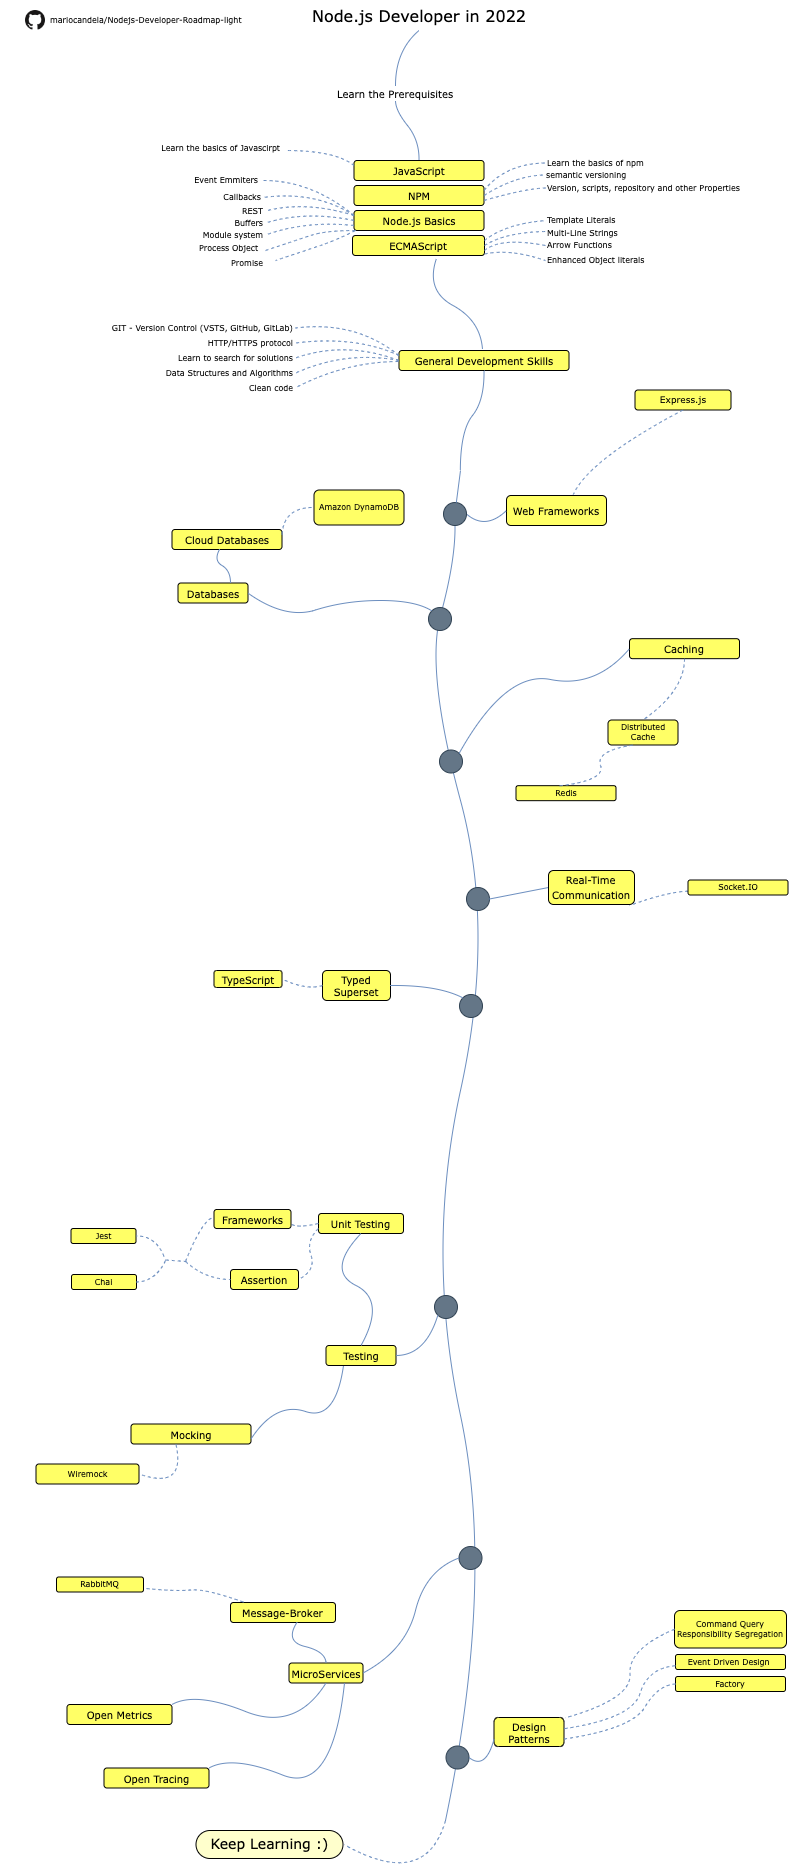 mariocandela/Nodejs-Developer-Roadmap-light
Node.js Developer in 2022
Learn the Prerequisites
Learn the basics of Javascirpt
JavaScript
Learn the basics of npm
semantic versioning
Version, scripts, repository and other Properties
NPM
Event Emmiters
Callbacks
REST
Buffers
Module system
Process Object
Promise
Node.js Basics
ECMAScript
Template Literals
Multi-Line Strings
Arrow Functions
Enhanced Object literals
GIT - Version Control (VSTS, GitHub, GitLab)
HTTP/HTTPS protocol
Learn to search for solutions
Data Structures and Algorithms
Clean code
General Development Skills
Express.js
Web Frameworks
Amazon DynamoDB
Cloud Databases
Databases
Caching
Distributed
Cache
Redis
Real-Time
Communication
Socket.IO
TypeScript
Typed
Superset
Frameworks
Unit Testing
Jest
Chai
Assertion
Testing
Mocking
Wiremock
RabbitMQ
Message-Broker
MicroServices
Open Metrics
Open Tracing
Command Query
Responsibility Segregation
Event Driven Design
Factory
Design
Patterns
Keep Learning :)